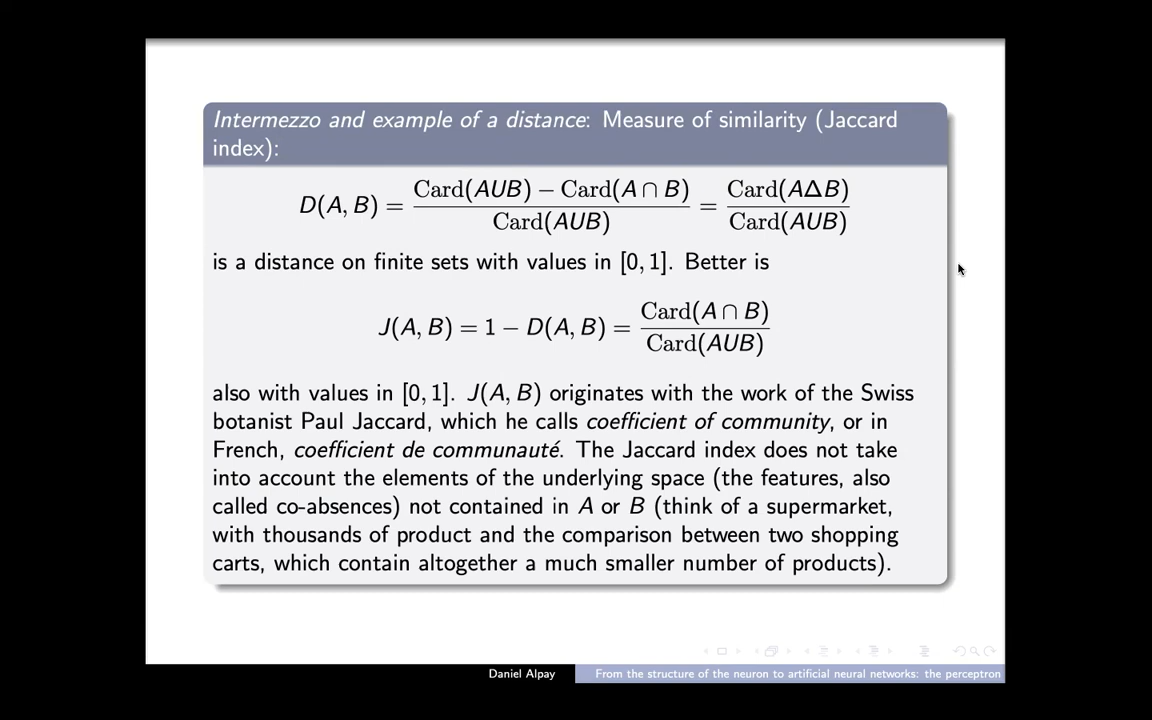 Intermezzo and example of a distance: Measure of similarity (Jaccard
index):
D(A, B) = Card(AUB) − Card(A ∩ B) / Card(AUB) = Card(AΔB) / Card(AUB)
is a distance on finite sets with values in [0, 1]. Better is
J(A, B) = 1 − D(A, B) = Card(A ∩ B) / Card(AUB)
also with values in [0, 1]. J(A, B) originates with the work of the Swiss
botanist Paul Jaccard, which he calls coefficient of community, or in
French, coefficient de communauté. The Jaccard index does not take
into account the elements of the underlying space (the features, also
called co-absences) not contained in A or B (think of a supermarket,
with thousands of product and the comparison between two shopping
carts, which contain altogether a much smaller number of products).
Daniel Alpay From the structure of the neuron to artificial neural networks: the perceptron